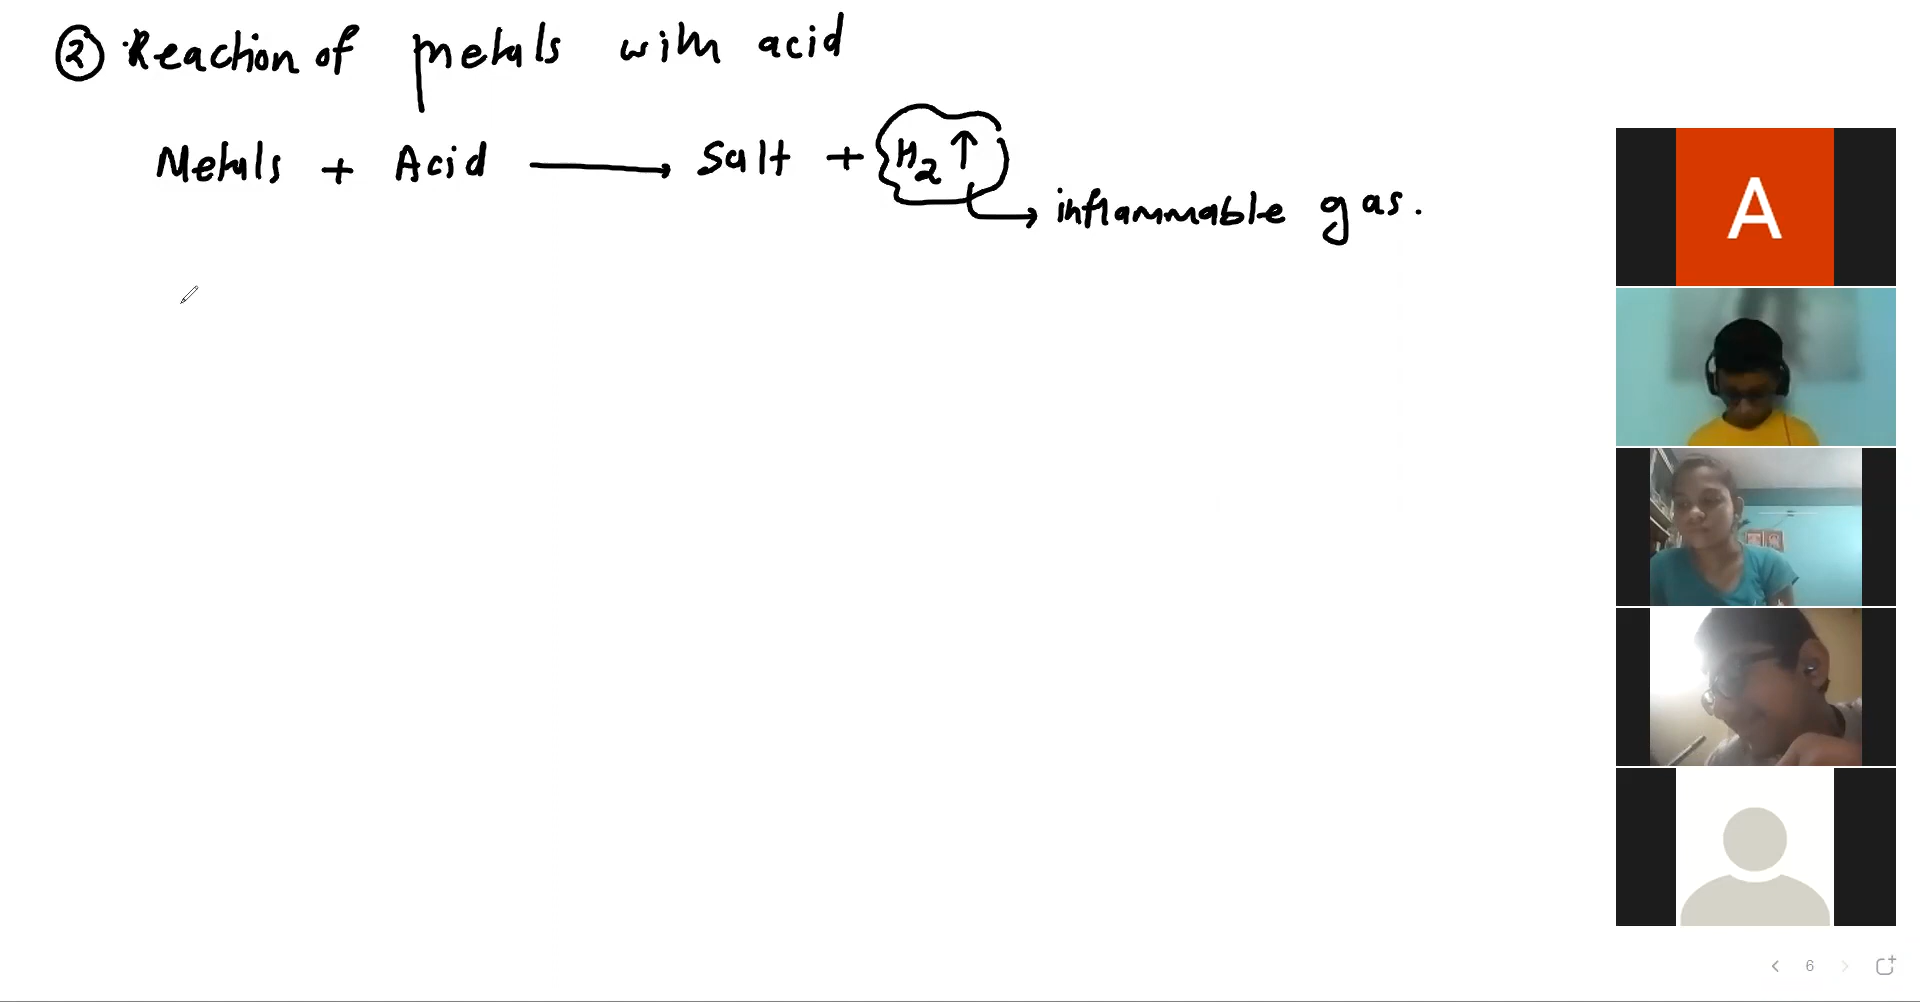 ② Reaction of metals with acid
Metals + Acid ⟶ Salt + H₂ ↑
inflammable gas.
A
6